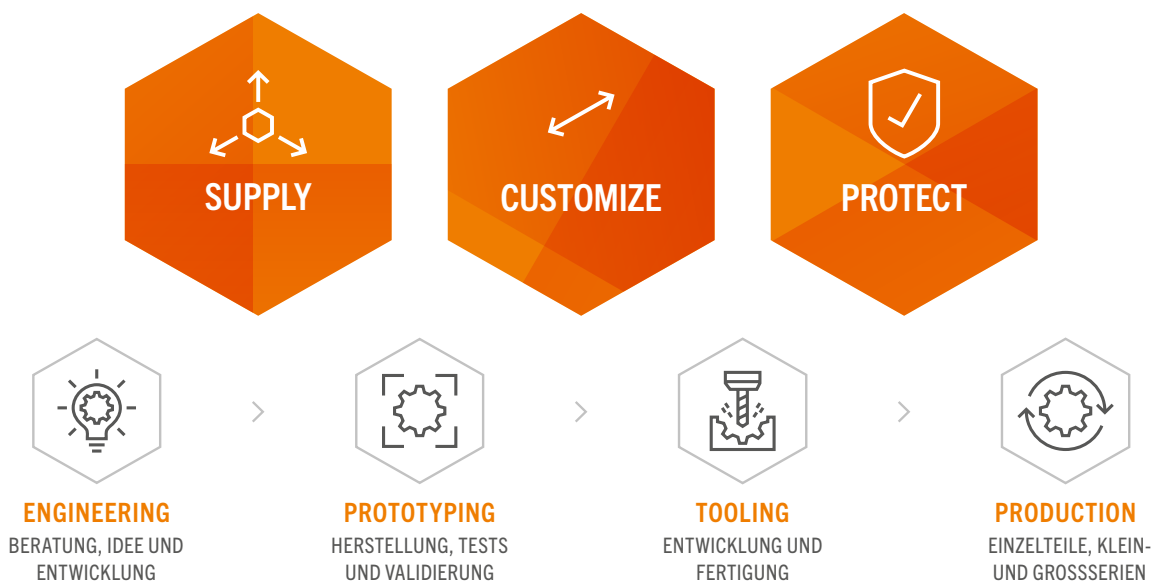 SUPPLY
CUSTOMIZE
PROTECT
ENGINEERING
BERATUNG, IDEE UND
ENTWICKLUNG
PROTOTYPING
HERSTELLUNG, TESTS
UND VALIDIERUNG
TOOLING
ENTWICKLUNG UND
FERTIGUNG
PRODUCTION
EINZELTEILE, KLEIN-
UND GROSSSERIEN